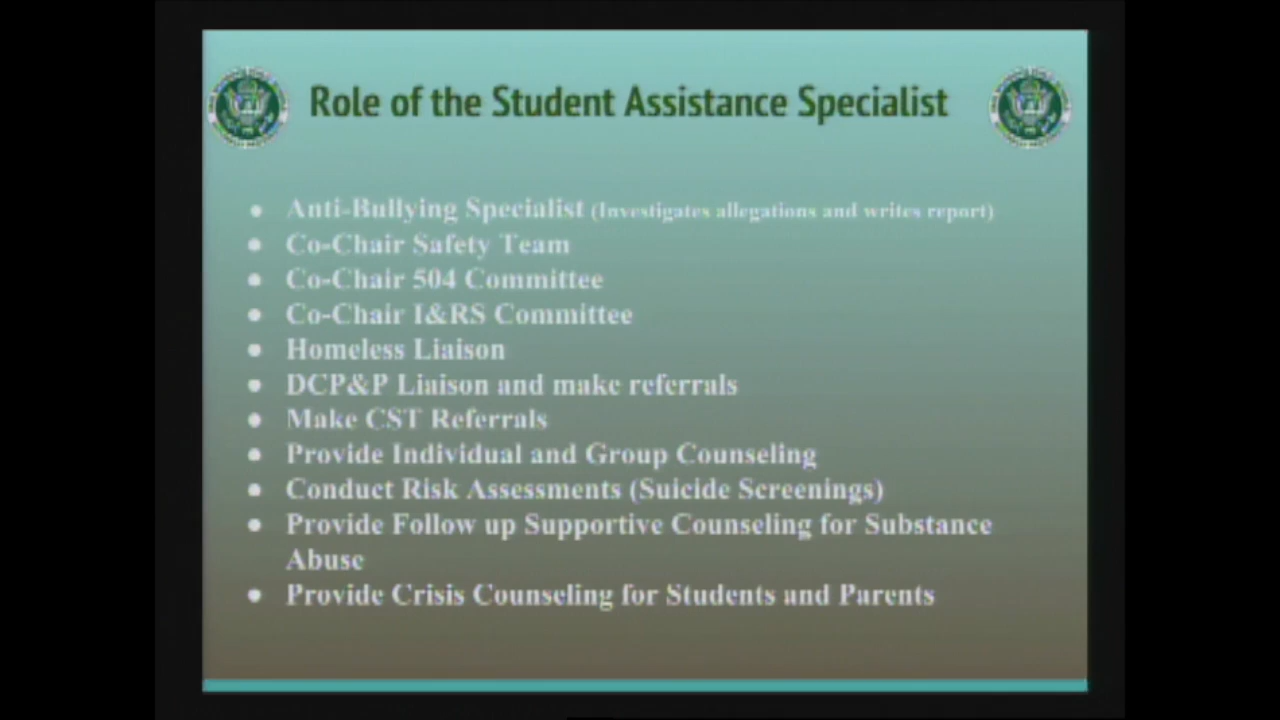 Role of the Student Assistance Specialist
● Anti-Bullying Specialist (Investigates allegations and writes report)
● Co-Chair Safety Team
● Co-Chair 504 Committee
● Co-Chair I&RS Committee
● Homeless Liaison
● DCP&P Liaison and make referrals
● Make CST Referrals
● Provide Individual and Group Counseling
● Conduct Risk Assessments (Suicide Screenings)
● Provide Follow up Supportive Counseling for Substance
Abuse
● Provide Crisis Counseling for Students and Parents